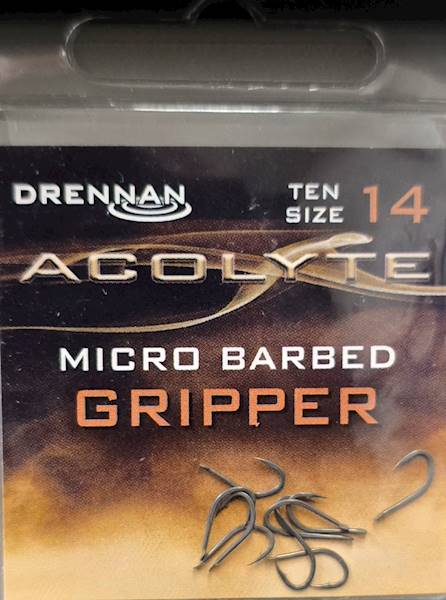 DRENNAN
TEN
SIZE 14
ACOLYTE
MICRO BARBED
GRIPPER